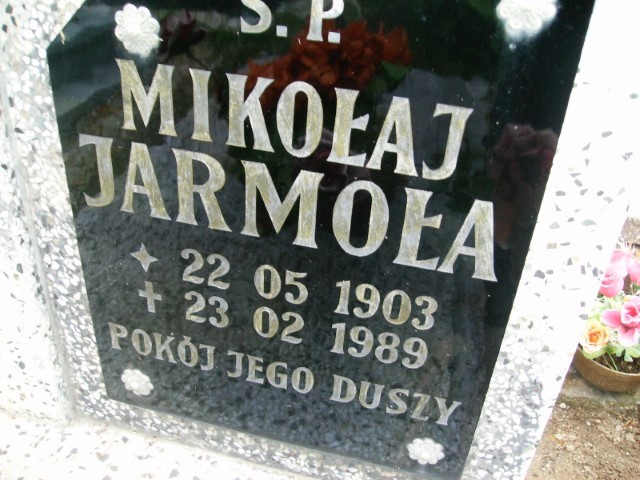 Ś. P.
MIKOŁAJ
JARMOŁA
22 05 1903
23 02 1989
POKÓJ JEGO DUSZY